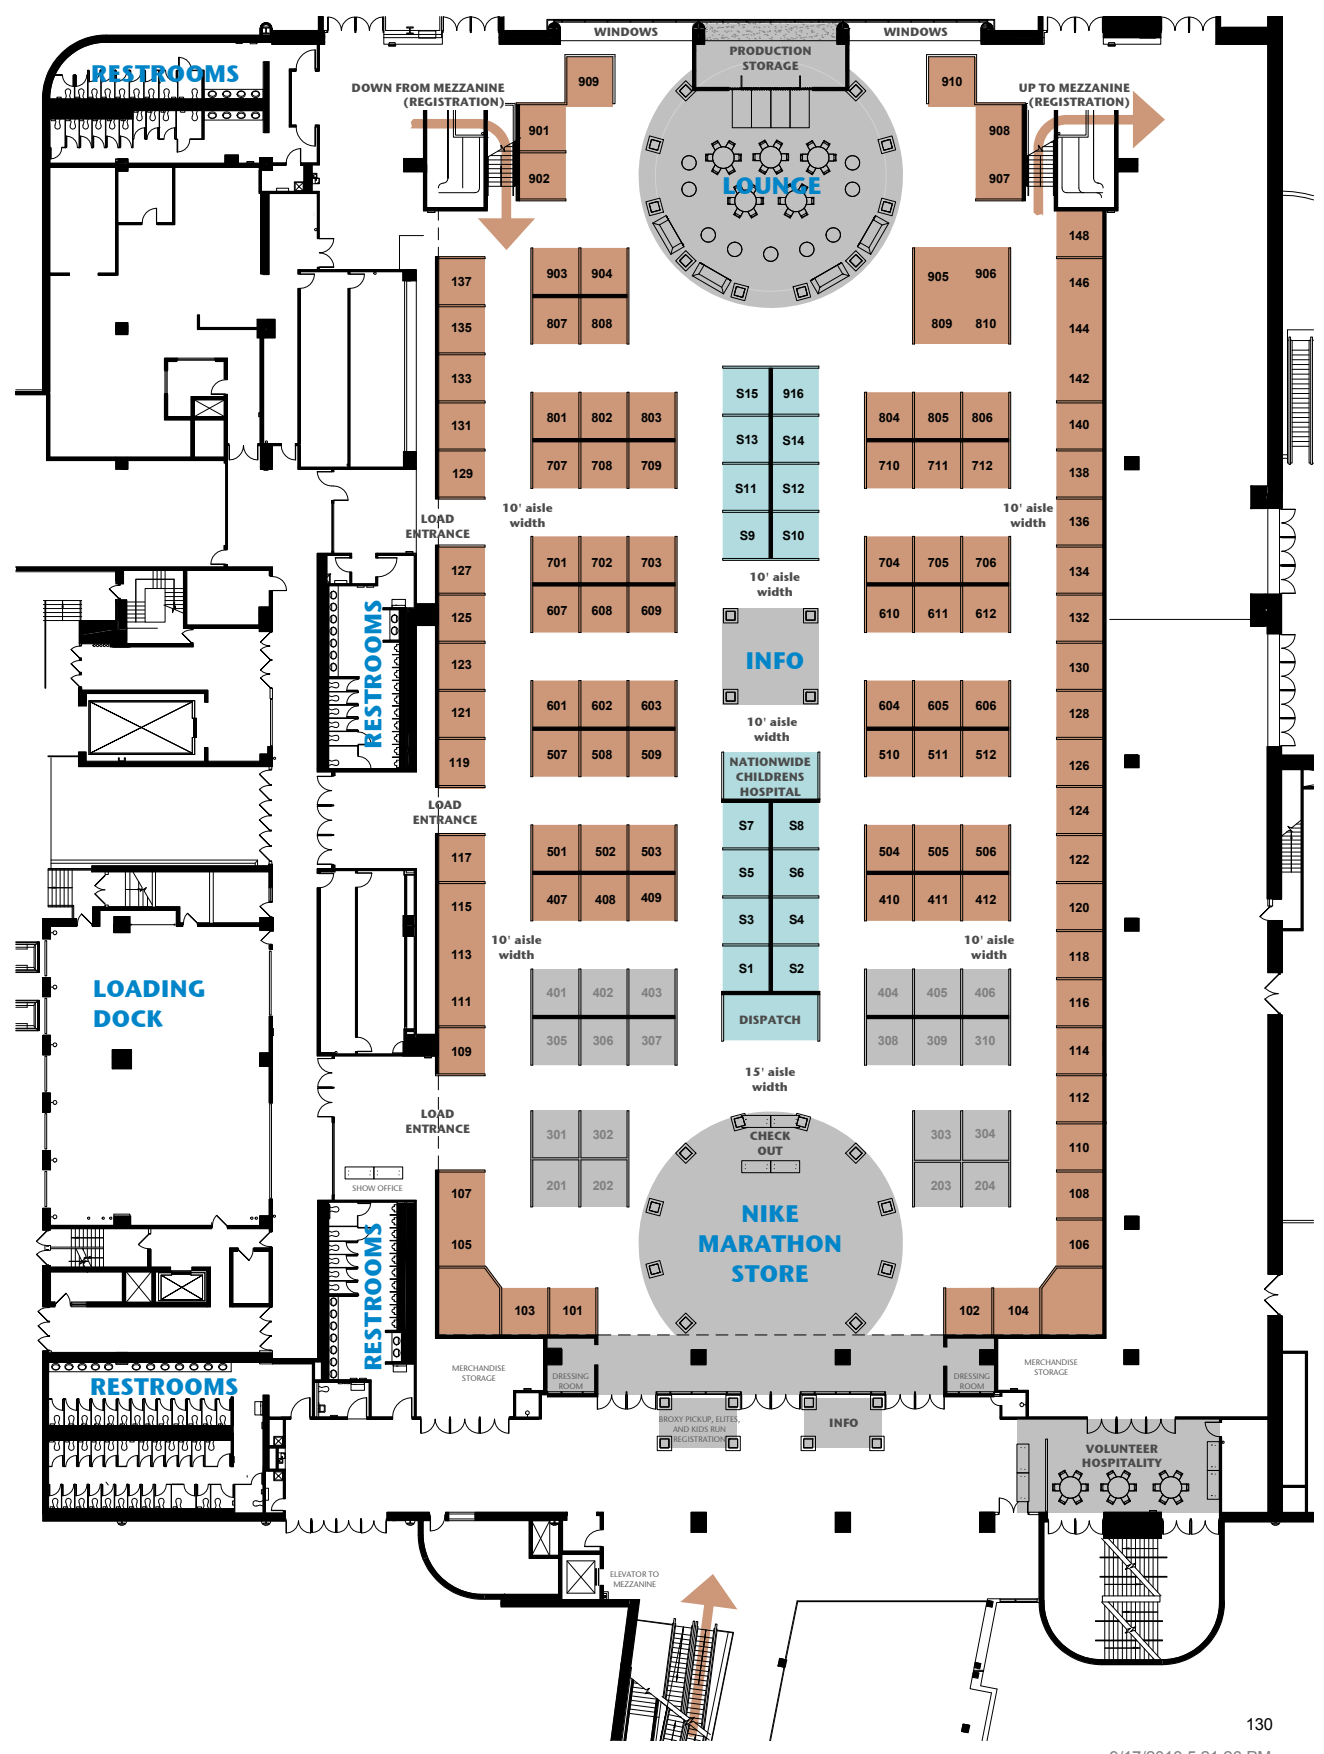 WINDOWS
WINDOWS
PRODUCTION
STORAGE
RESTROOMS
DOWN FROM MEZZANINE
(REGISTRATION)
909
910
UP TO MEZZANINE
(REGISTRATION)
901
908
902
907
LOUNGE
148
137
903
904
905
906
146
135
807
808
809
810
144
133
142
S15
916
131
801
802
803
804
805
806
140
S13
S14
129
707
708
709
710
711
712
138
S11
S12
10' aisle
width
10' aisle
width
LOAD
ENTRANCE
136
S9
S10
127
701
702
703
704
705
706
134
10' aisle
width
125
607
608
609
610
611
612
132
RESTROOMS
INFO
123
130
121
601
602
603
604
605
606
128
10' aisle
width
119
507
508
509
510
511
512
126
NATIONWIDE
CHILDRENS
HOSPITAL
LOAD
ENTRANCE
124
S7
S8
117
501
502
503
504
505
506
122
S5
S6
115
407
408
409
410
411
412
120
S3
S4
113
10' aisle
width
10' aisle
width
118
S1
S2
LOADING
DOCK
111
401
402
403
404
405
406
116
DISPATCH
109
305
306
307
308
309
310
114
15' aisle
width
112
LOAD
ENTRANCE
301
302
CHECK
OUT
303
304
110
SHOW OFFICE
107
201
202
203
204
108
NIKE
MARATHON
STORE
105
106
RESTROOMS
103
101
102
104
MERCHANDISE
STORAGE
DRESSING
ROOM
DRESSING
ROOM
MERCHANDISE
STORAGE
RESTROOMS
BROXY PICKUP, ELITES,
AND KIDS RUN
REGISTRATION
INFO
VOLUNTEER
HOSPITALITY
ELEVATOR TO
MEZZANINE
130